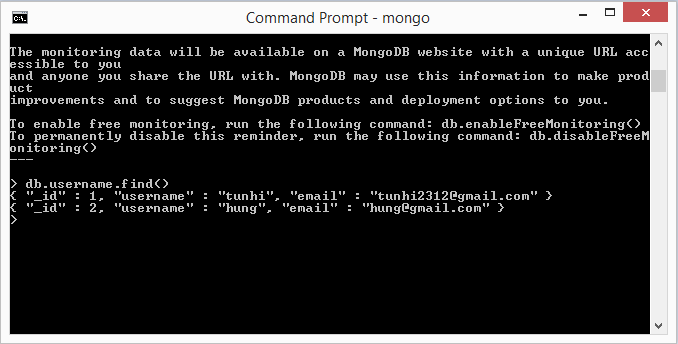 Command Prompt - mongo
The monitoring data will be available on a MongoDB website with a unique URL acc
essible to you
and anyone you share the URL with. MongoDB may use this information to make prod
uct
improvements and to suggest MongoDB products and deployment options to you.
To enable free monitoring, run the following command: db.enableFreeMonitoring()
To permanently disable this reminder, run the following command: db.disableFreeM
onitoring()
---
> db.username.find()
{ "_id" : 1, "username" : "tunhi", "email" : "tunhi2312@gmail.com" }
{ "_id" : 2, "username" : "hung", "email" : "hung@gmail.com" }
>